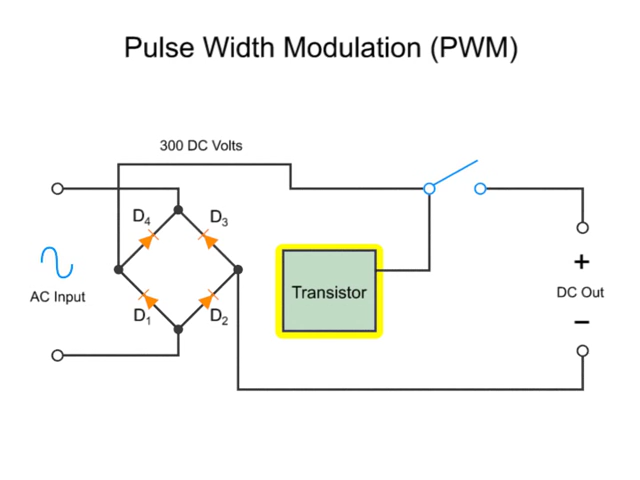 Pulse Width Modulation (PWM)
300 DC Volts
D4
D3
AC Input
Transistor
+
DC Out
−
D1
D2